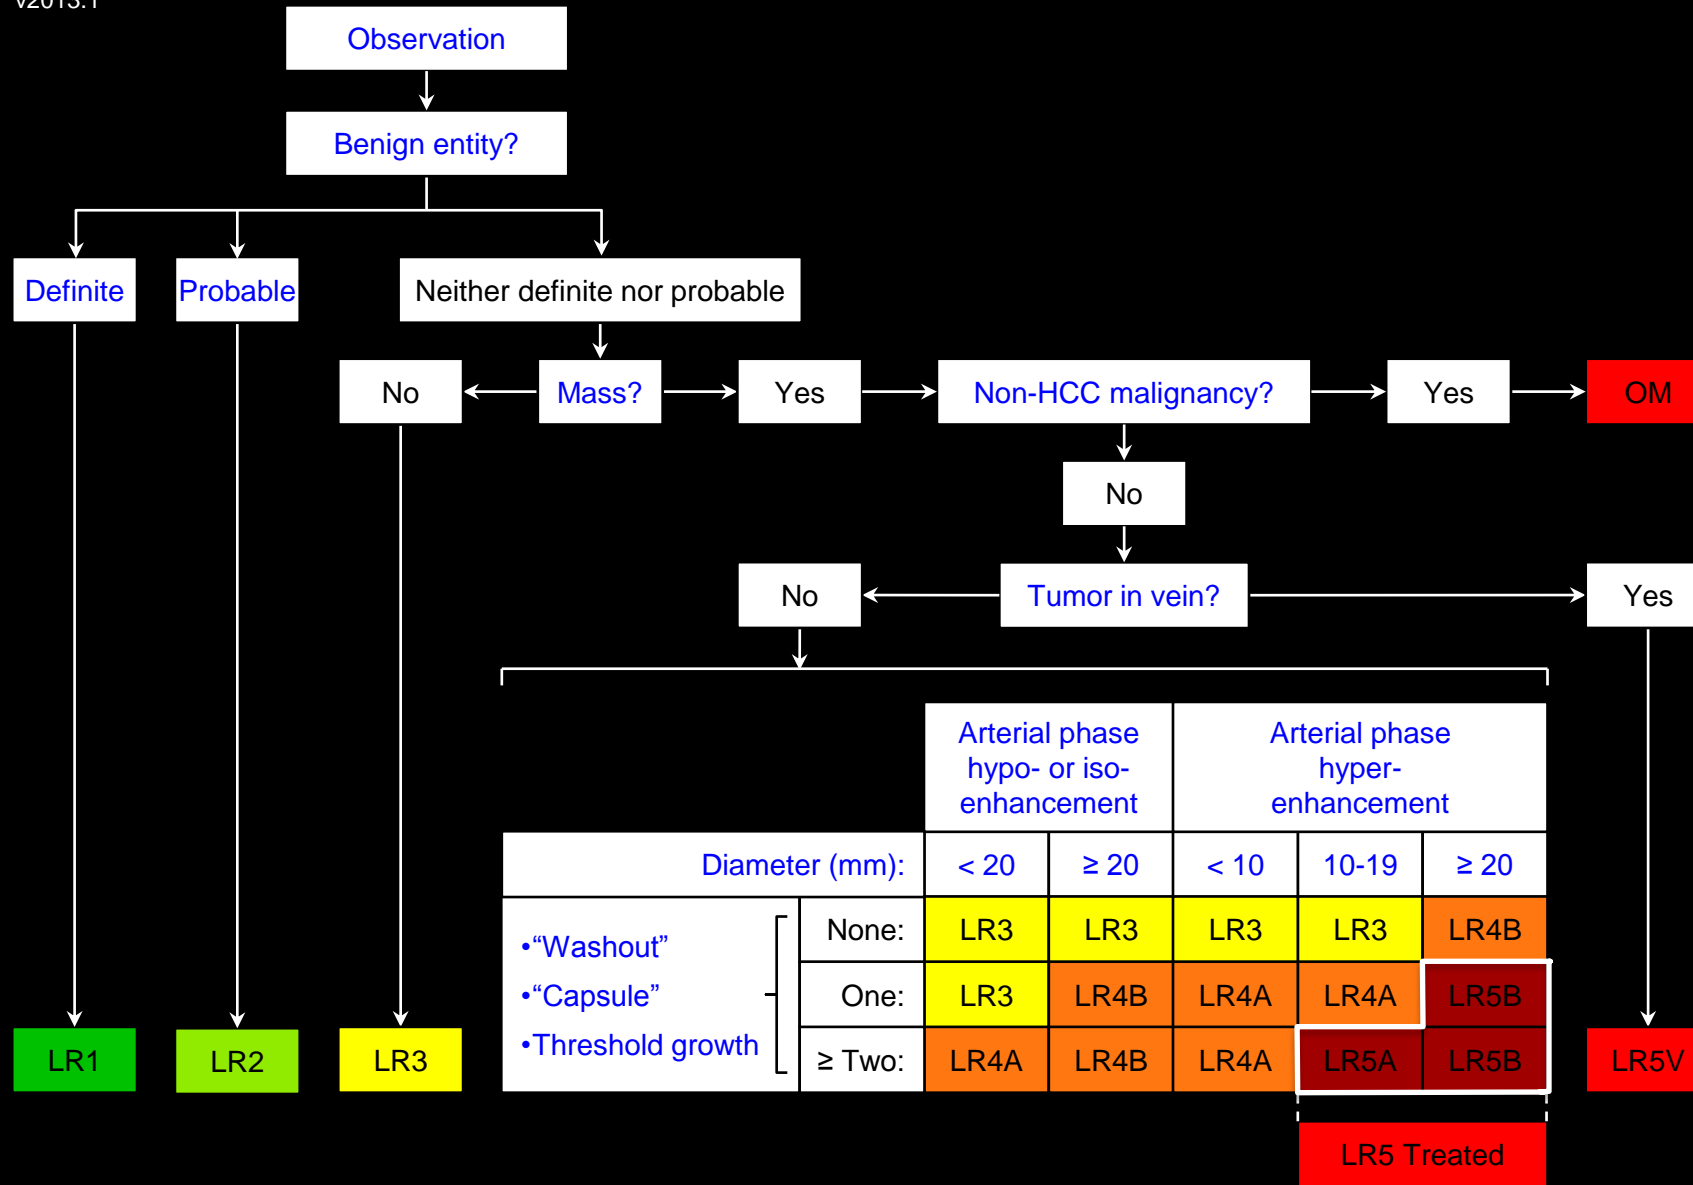 v2013.1
Observation
Benign entity?
Definite
Probable
Neither definite nor probable
No
Mass?
Yes
Non-HCC malignancy?
Yes
OM
No
No
Tumor in vein?
Yes
Arterial phase
hypo- or iso-
enhancement
Arterial phase
hyper-
enhancement
Diameter (mm):
< 20
≥ 20
< 10
10-19
≥ 20
•“Washout”
•“Capsule”
•Threshold growth
None:
LR3
LR3
LR3
LR3
LR4B
One:
LR3
LR4B
LR4A
LR4A
LR5B
≥ Two:
LR4A
LR4B
LR4A
LR5A
LR5B
LR1
LR2
LR3
LR5V
LR5 Treated